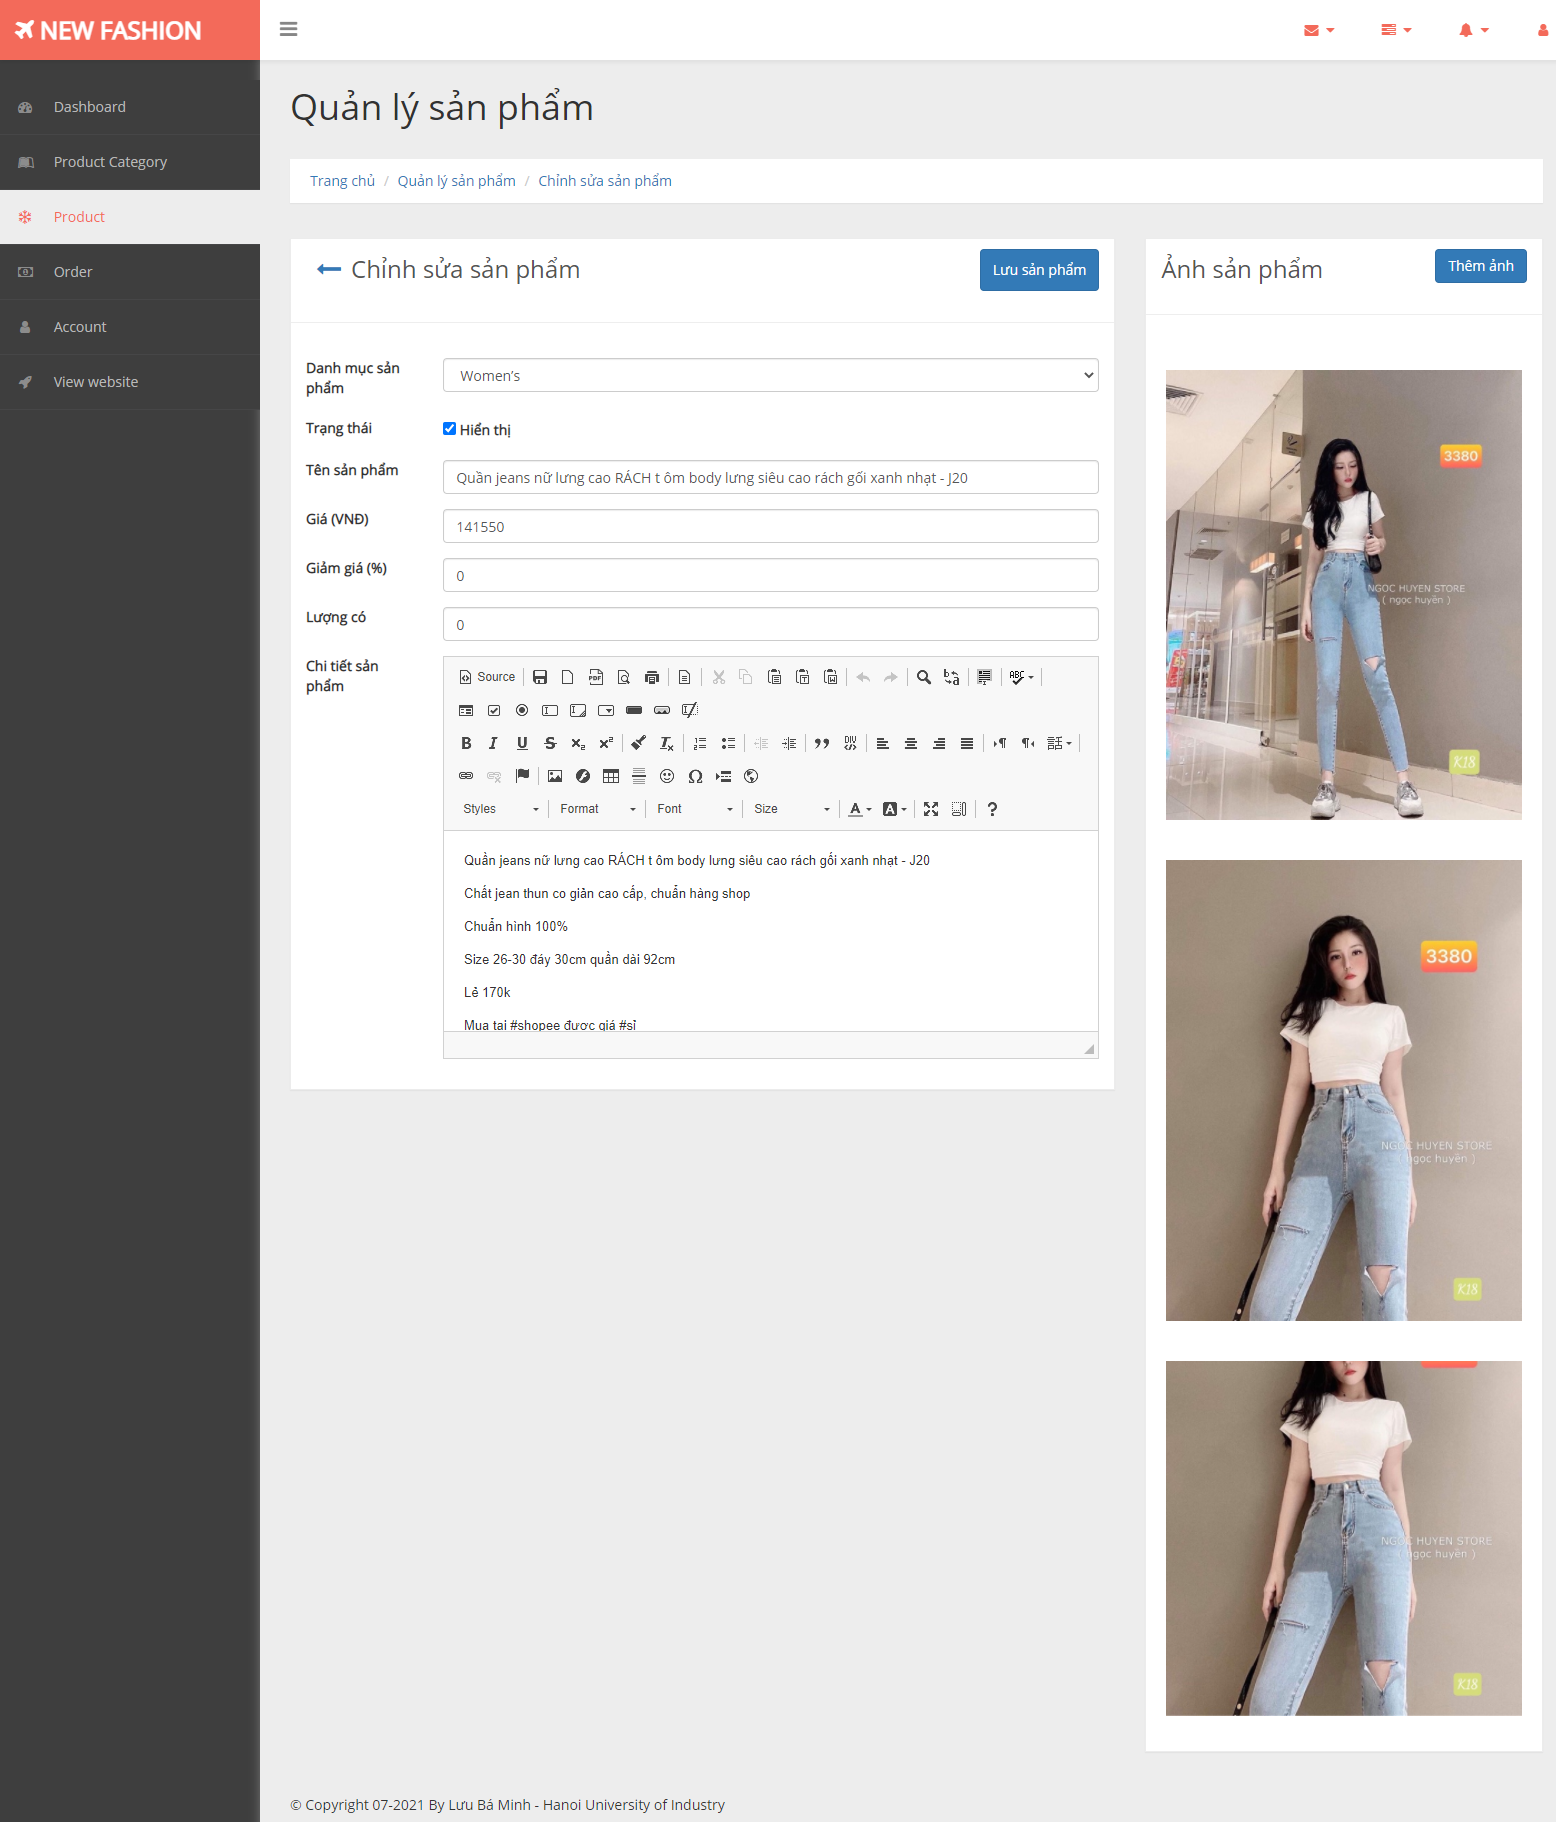 NEW FASHION
Dashboard
Product Category
Product
Order
Account
View website
Quản lý sản phẩm
Trang chủ / Quản lý sản phẩm / Chỉnh sửa sản phẩm
Chỉnh sửa sản phẩm
Lưu sản phẩm
Danh mục sản
phẩm
Women's
Trạng thái
Hiển thị
Tên sản phẩm
Quần jeans nữ lưng cao RÁCH t ôm body lưng siêu cao rách gối xanh nhạt - J20
Giá (VNĐ)
141550
Giảm giá (%)
0
Lượng có
0
Chi tiết sản
phẩm
Source
Styles
Format
Font
Size
Quần jeans nữ lưng cao RÁCH t ôm body lưng siêu cao rách gối xanh nhạt - J20
Chất jean thun co giản cao cấp, chuẩn hàng shop
Chuẩn hình 100%
Size 26-30 đáy 30cm quần dài 92cm
Lẻ 170k
Mua tại #shopee được giá #sỉ
Ảnh sản phẩm
Thêm ảnh
3380
NGOC HUYEN STORE
( ngọc huyền )
K18
3380
NGOC HUYEN STORE
( ngọc huyền )
K18
NGOC HUYEN STORE
( ngọc huyền )
K18
© Copyright 07-2021 By Lưu Bá Minh - Hanoi University of Industry